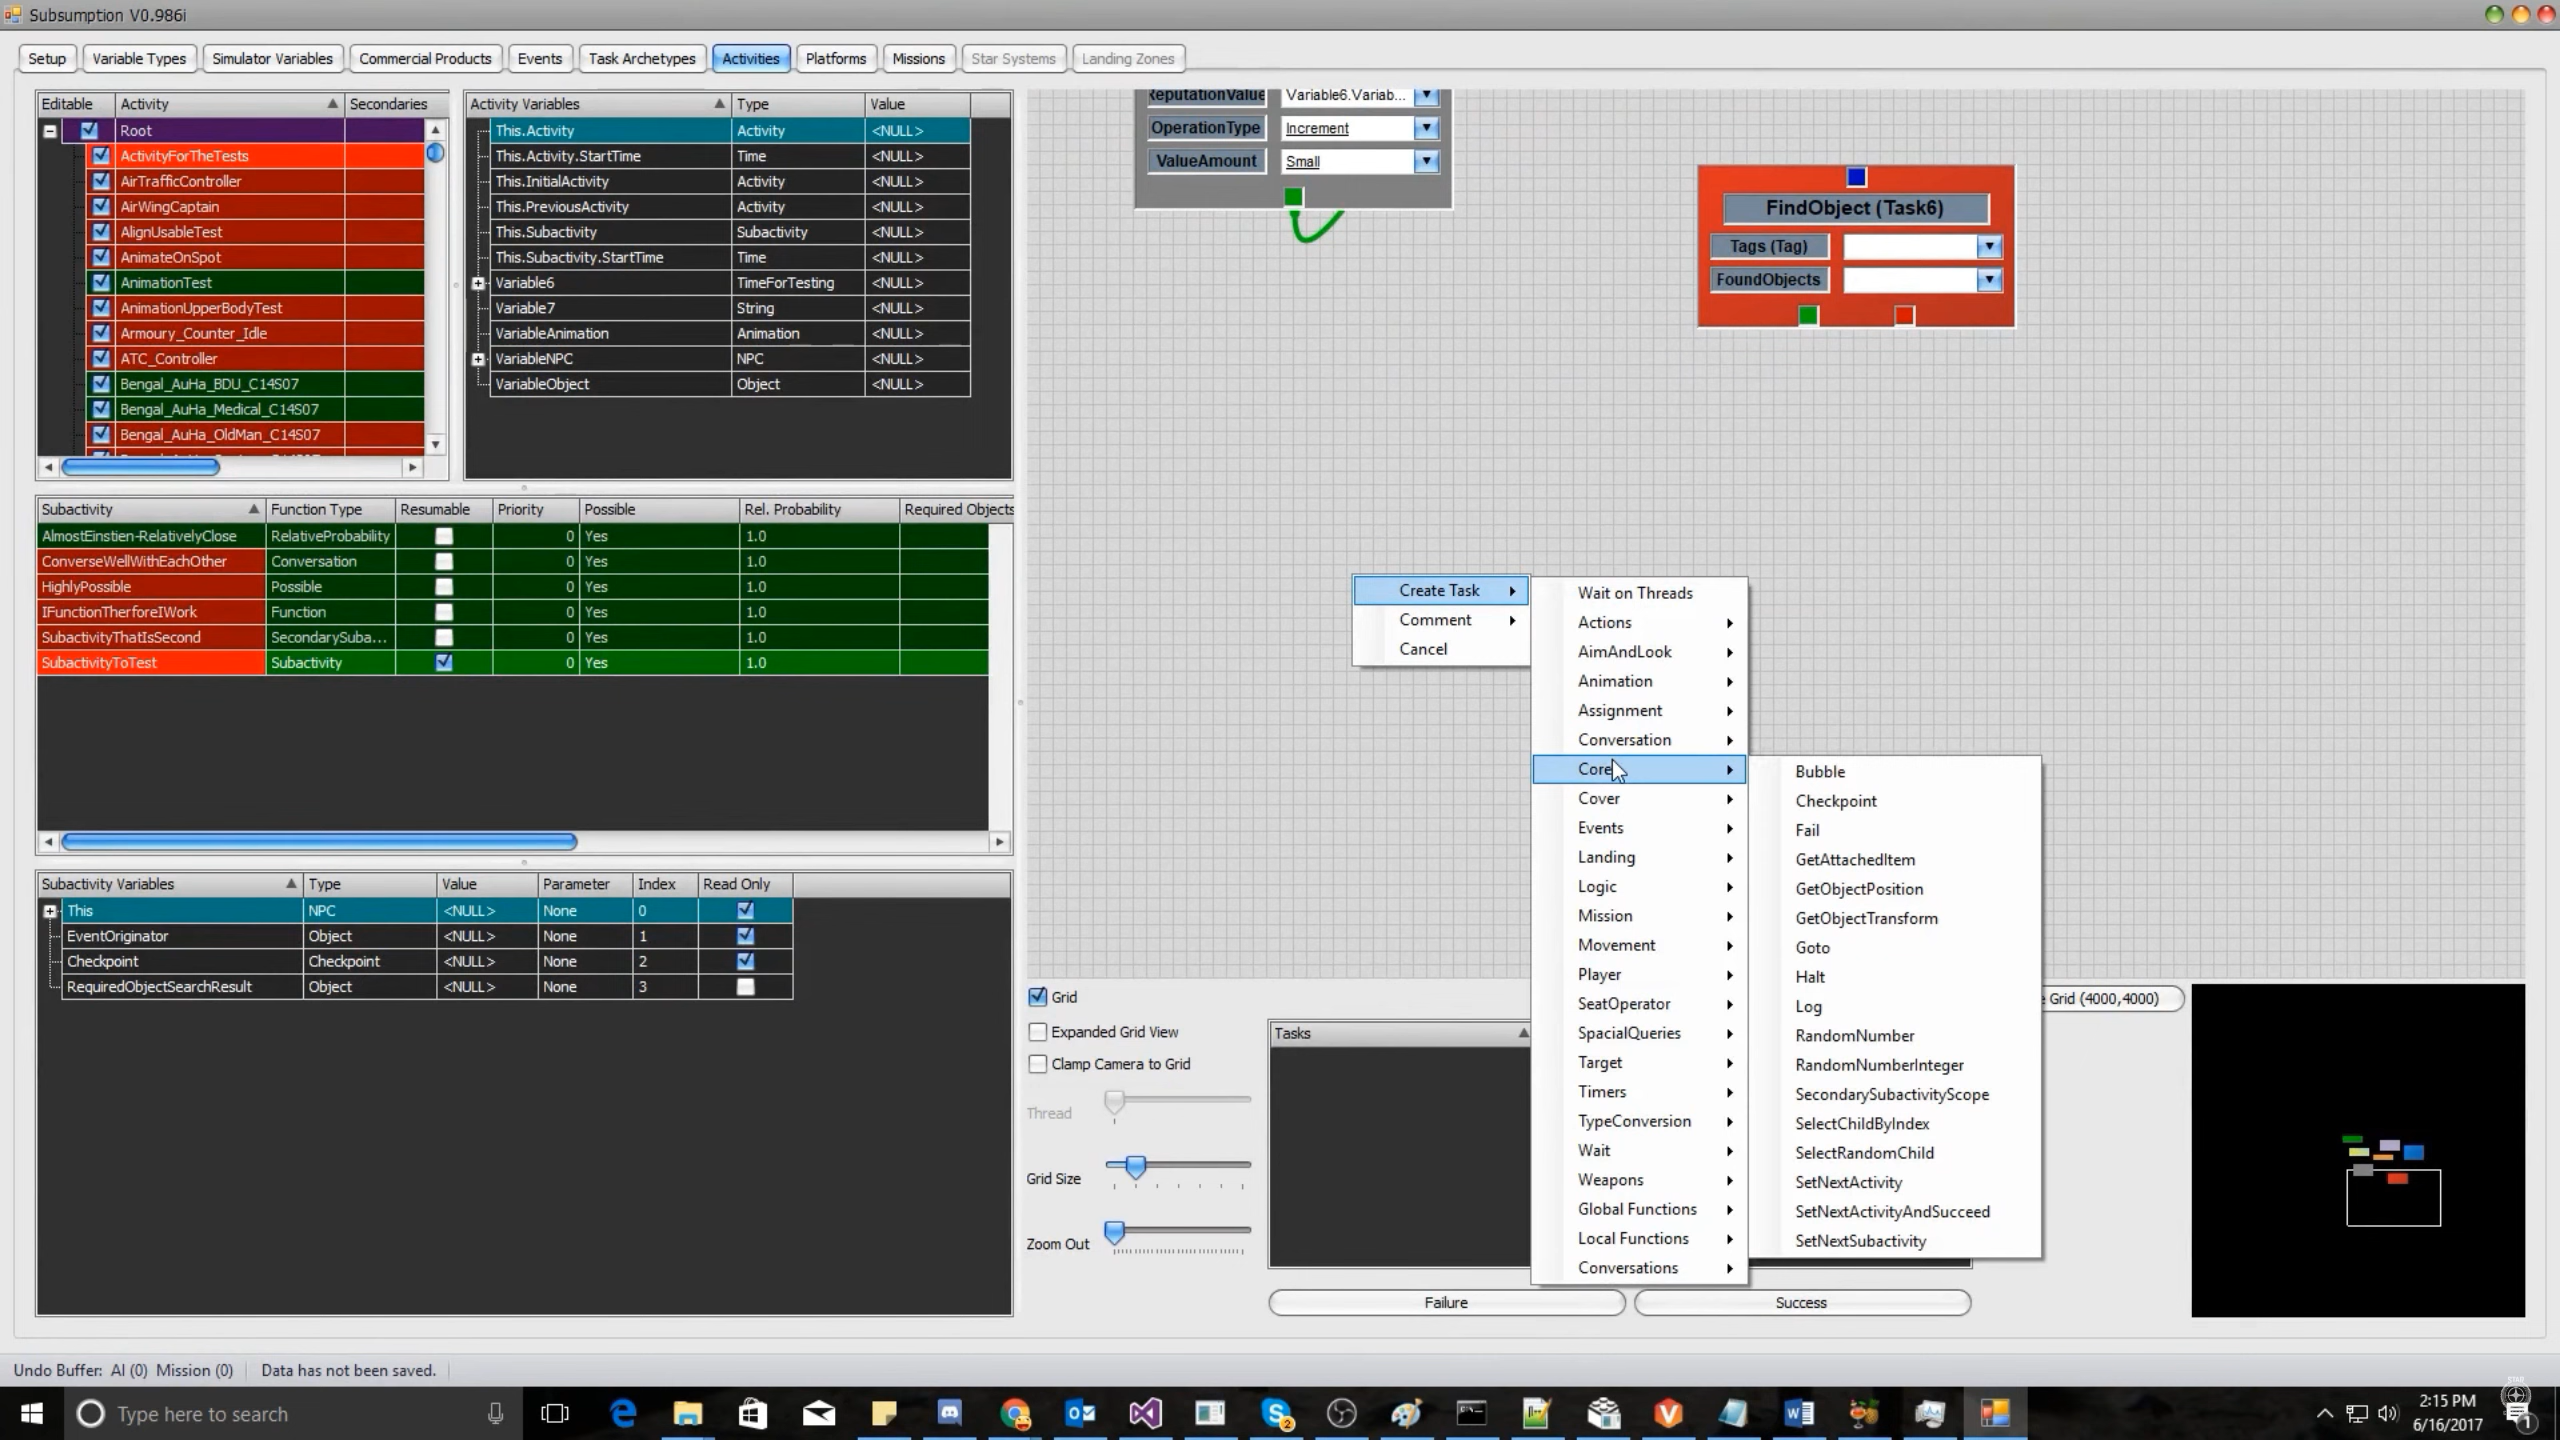 Subsumption V0.986i
Setup
Variable Types
Simulator Variables
Commercial Products
Events
Task Archetypes
Activities
Platforms
Missions
Star Systems
Landing Zones
Editable Activity Secondaries
Root
ActivityForTheTests
AirTrafficController
AirWingCaptain
AlignUsableTest
AnimateOnSpot
AnimationTest
AnimationUpperBodyTest
Armoury_Counter_Idle
ATC_Controller
Bengal_AuHa_BDU_C14S07
Bengal_AuHa_Medical_C14S07
Bengal_AuHa_OldMan_C14S07
Activity Variables Type Value
This.Activity Activity <NULL>
This.Activity.StartTime Time <NULL>
This.InitialActivity Activity <NULL>
This.PreviousActivity Activity <NULL>
This.Subactivity Subactivity <NULL>
This.Subactivity.StartTime Time <NULL>
Variable6 TimeForTesting <NULL>
Variable7 String <NULL>
VariableAnimation Animation <NULL>
VariableNPC NPC <NULL>
VariableObject Object <NULL>
Subactivity Function Type Resumable Priority Possible Rel. Probability Required Objects
AlmostEinstien-RelativelyClose RelativeProbability 0 Yes 1.0
ConverseWellWithEachOther Conversation 0 Yes 1.0
HighlyPossible Possible 0 Yes 1.0
IFunctionTherforeIWork Function 0 Yes 1.0
SubactivityThatIsSecond SecondarySuba... 0 Yes 1.0
SubactivityToTest Subactivity 0 Yes 1.0
Subactivity Variables Type Value Parameter Index Read Only
This NPC <NULL> None 0
EventOriginator Object <NULL> None 1
Checkpoint Checkpoint <NULL> None 2
RequiredObjectSearchResult Object <NULL> None 3
ReputationValue Variable6.Variab...
OperationType Increment
ValueAmount Small
FindObject (Task6)
Tags (Tag)
FoundObjects
Create Task
Comment
Cancel
Wait on Threads
Actions
AimAndLook
Animation
Assignment
Conversation
Core
Cover
Events
Landing
Logic
Mission
Movement
Player
SeatOperator
SpacialQueries
Target
Timers
TypeConversion
Wait
Weapons
Global Functions
Local Functions
Conversations
Bubble
Checkpoint
Fail
GetAttachedItem
GetObjectPosition
GetObjectTransform
Goto
Halt
Log
RandomNumber
RandomNumberInteger
SecondarySubactivityScope
SelectChildByIndex
SelectRandomChild
SetNextActivity
SetNextActivityAndSucceed
SetNextSubactivity
Grid
Expanded Grid View
Clamp Camera to Grid
Thread
Grid Size
Zoom Out
Tasks
Grid (4000,4000)
Failure
Success
Undo Buffer: AI (0) Mission (0) Data has not been saved.
Type here to search
2
2:15 PM
6/16/2017
1